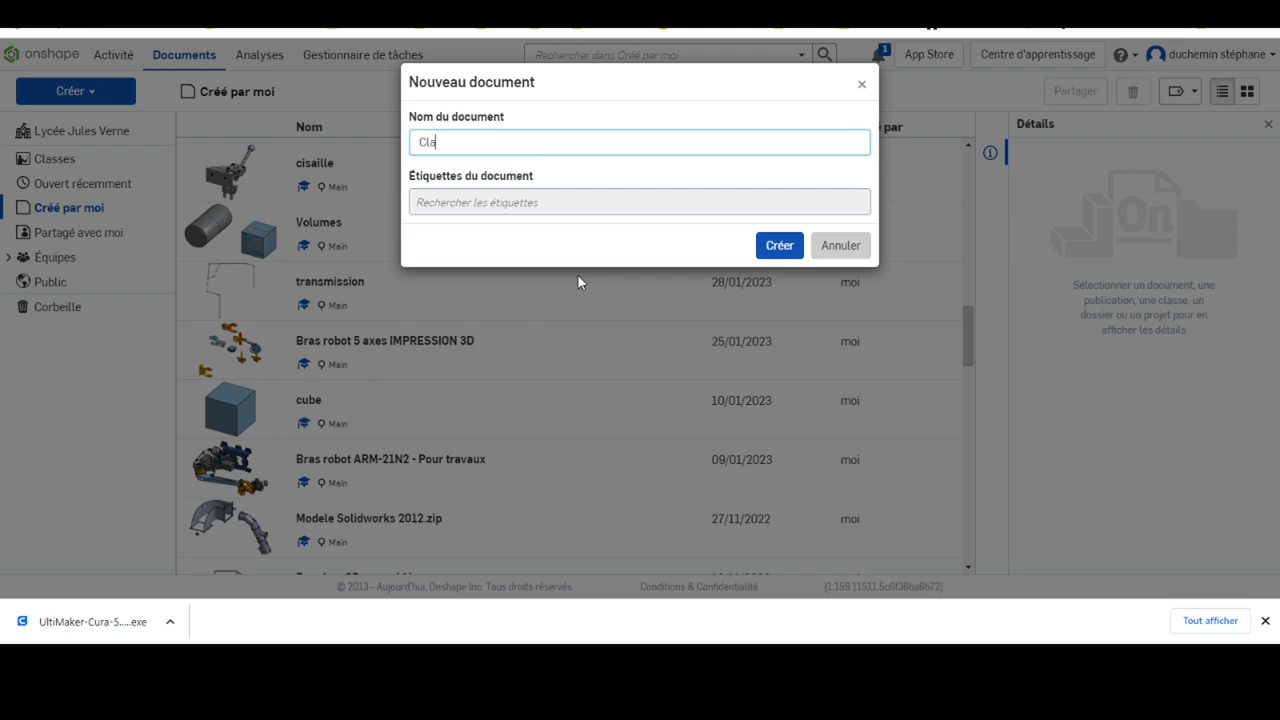 onshape Activité Documents Analyses Gestionnaire de tâches Rechercher dans Créé par moi 1 App Store Centre d'apprentissage duchemin stéphane
Créer Créé par moi Partager
Nouveau document
Nom du document
Cla
Étiquettes du document
Rechercher les étiquettes
Créer Annuler
Lycée Jules Verne
Classes
Ouvert récemment
Créé par moi
Partagé avec moi
Équipes
Public
Corbeille
Nom par
cisaille
Main
Volumes
Main
transmission 28/01/2023 moi
Main
Bras robot 5 axes IMPRESSION 3D 25/01/2023 moi
Main
cube 10/01/2023 moi
Main
Bras robot ARM-21N2 - Pour travaux 09/01/2023 moi
Main
Modele Solidworks 2012.zip 27/11/2022 moi
Main
Détails
On
Sélectionner un document, une
publication, une classe, un
dossier ou un projet pour en
afficher les détails
© 2013 - Aujourd'hui, Onshape Inc. Tous droits réservés. Conditions & Confidentialité (1.159.11511.5c6f36ba6b72)
UltiMaker-Cura-5.....exe Tout afficher